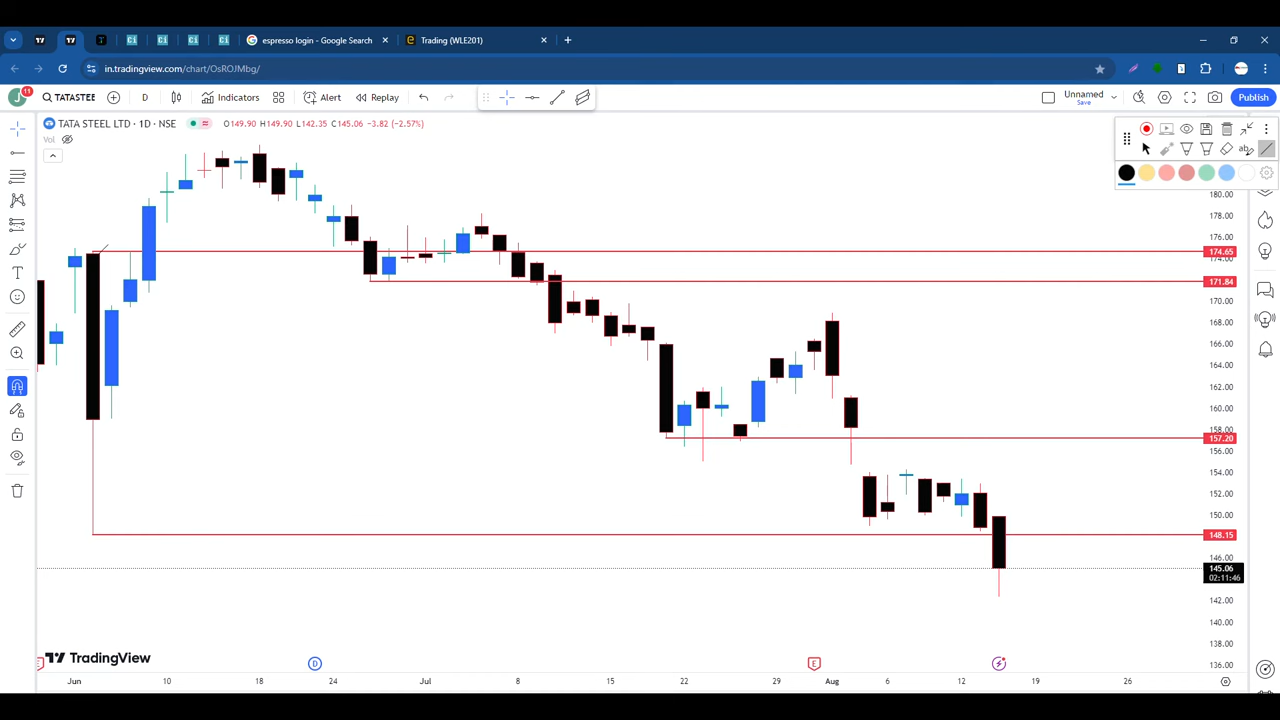 espresso login - Google Search
Trading (WLE201)
in.tradingview.com/chart/OsROJMbg/
J
11
TATASTEE
D
Indicators
Alert
Replay
Unnamed
Save
Publish
TATA STEEL LTD · 1D · NSE
O149.90 H149.90 L142.35 C145.06 −3.82 (−2.57%)
Vol
180.00
178.00
176.00
174.65
174.00
171.84
170.00
168.00
166.00
164.00
162.00
160.00
158.00
157.20
156.00
154.00
152.00
150.00
148.15
146.00
145.06
02:11:46
142.00
140.00
138.00
136.00
TradingView
D
E
Jun
10
18
24
Jul
8
15
22
29
Aug
6
12
19
26